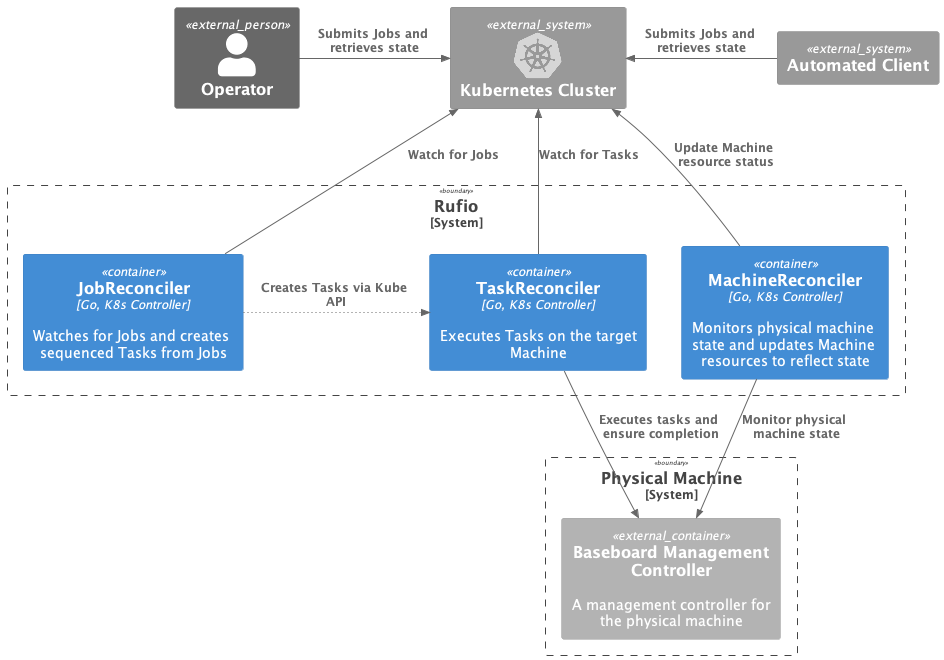 «external_person»
Operator
Submits Jobs and
retrieves state
«external_system»
Kubernetes Cluster
Submits Jobs and
retrieves state
«external_system»
Automated Client
Watch for Jobs
Watch for Tasks
Update Machine
resource status
«boundary»
Rufio
[System]
«container»
JobReconciler
[Go, K8s Controller]
Watches for Jobs and creates
sequenced Tasks from Jobs
Creates Tasks via Kube
API
«container»
TaskReconciler
[Go, K8s Controller]
Executes Tasks on the target
Machine
«container»
MachineReconciler
[Go, K8s Controller]
Monitors physical machine
state and updates Machine
resources to reflect state
Executes tasks and
ensure completion
Monitor physical
machine state
«boundary»
Physical Machine
[System]
«external_container»
Baseboard Management
Controller
A management controller for
the physical machine